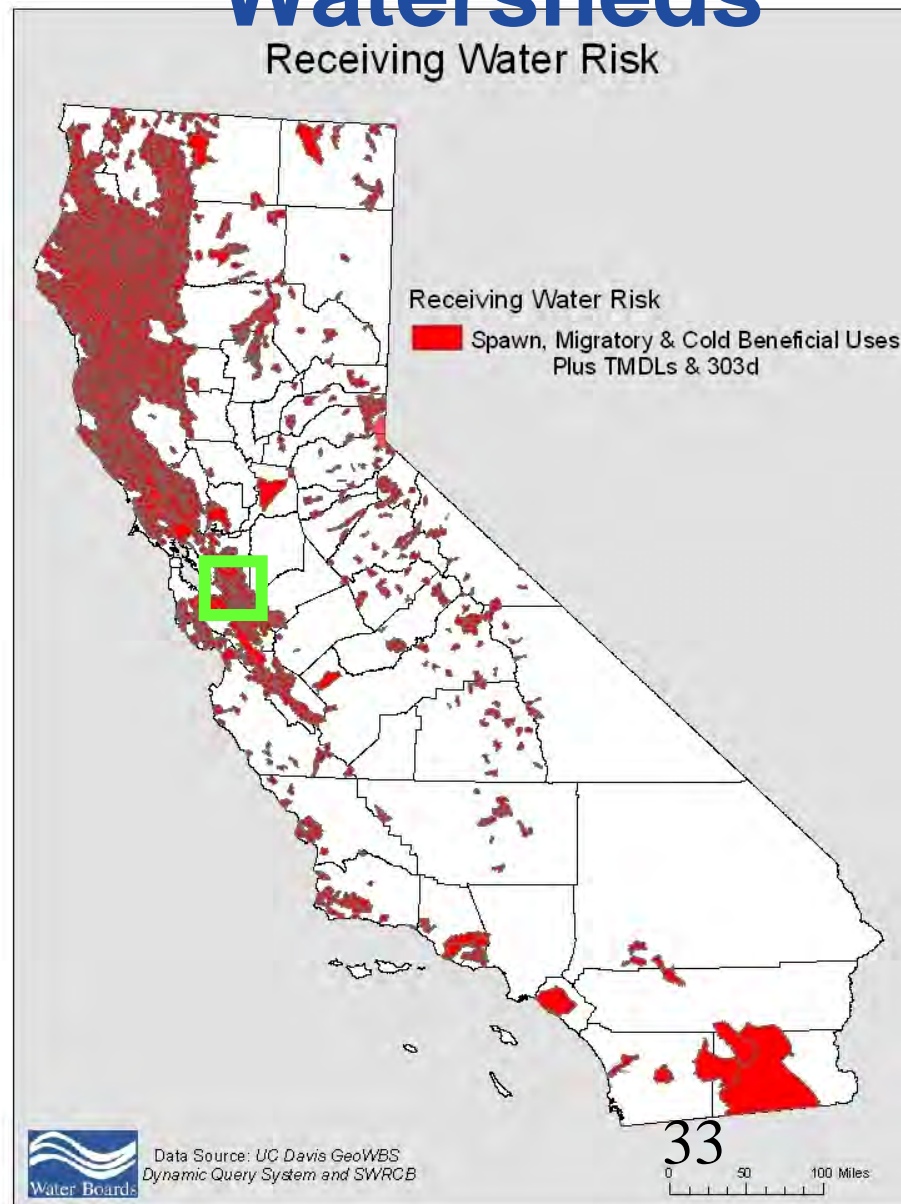 Watersheds
Receiving Water Risk
Receiving Water Risk
Spawn, Migratory & Cold Beneficial Uses
Plus TMDLs & 303d
Water Boards
Data Source: UC Davis GeoWBS
Dynamic Query System and SWRCB
33
0 50 100 Miles